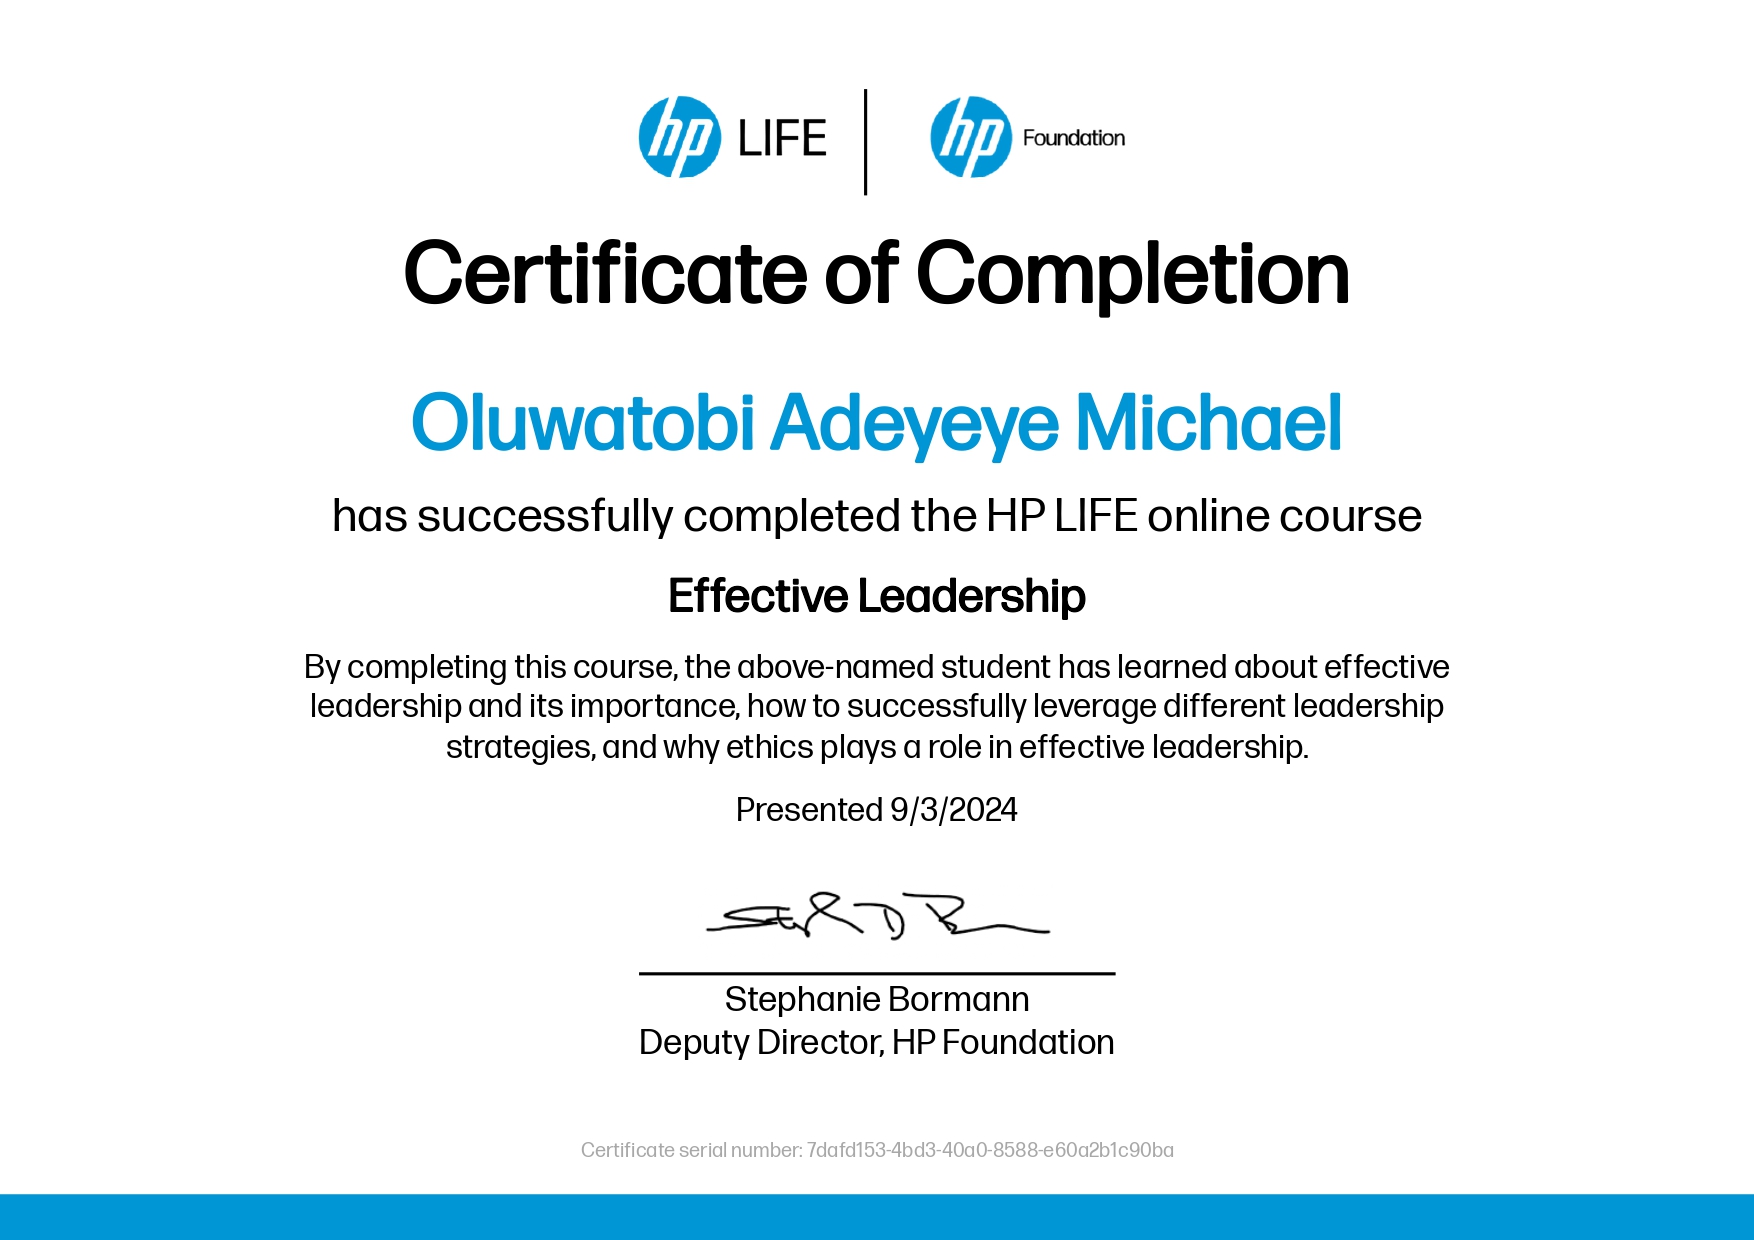 hp LIFE hp Foundation
Certificate of Completion
Oluwatobi Adeyeye Michael
has successfully completed the HP LIFE online course
Effective Leadership
By completing this course, the above-named student has learned about effective
leadership and its importance, how to successfully leverage different leadership
strategies, and why ethics plays a role in effective leadership.
Presented 9/3/2024
Stephanie Bormann
Deputy Director, HP Foundation
Certificate serial number: 7dafd153-4bd3-40a0-8588-e60a2b1c90ba